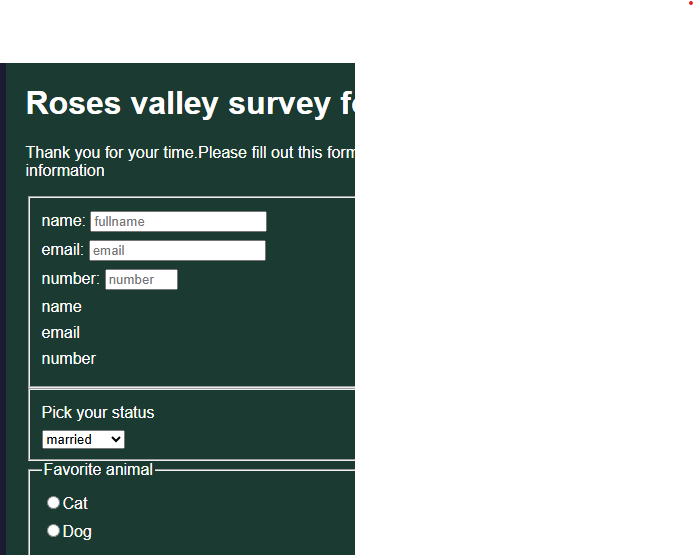 Roses valley survey f
Thank you for your time.Please fill out this form
information
name: fullname
email: email
number: number
name
email
number
Pick your status
married
Favorite animal
Cat
Dog